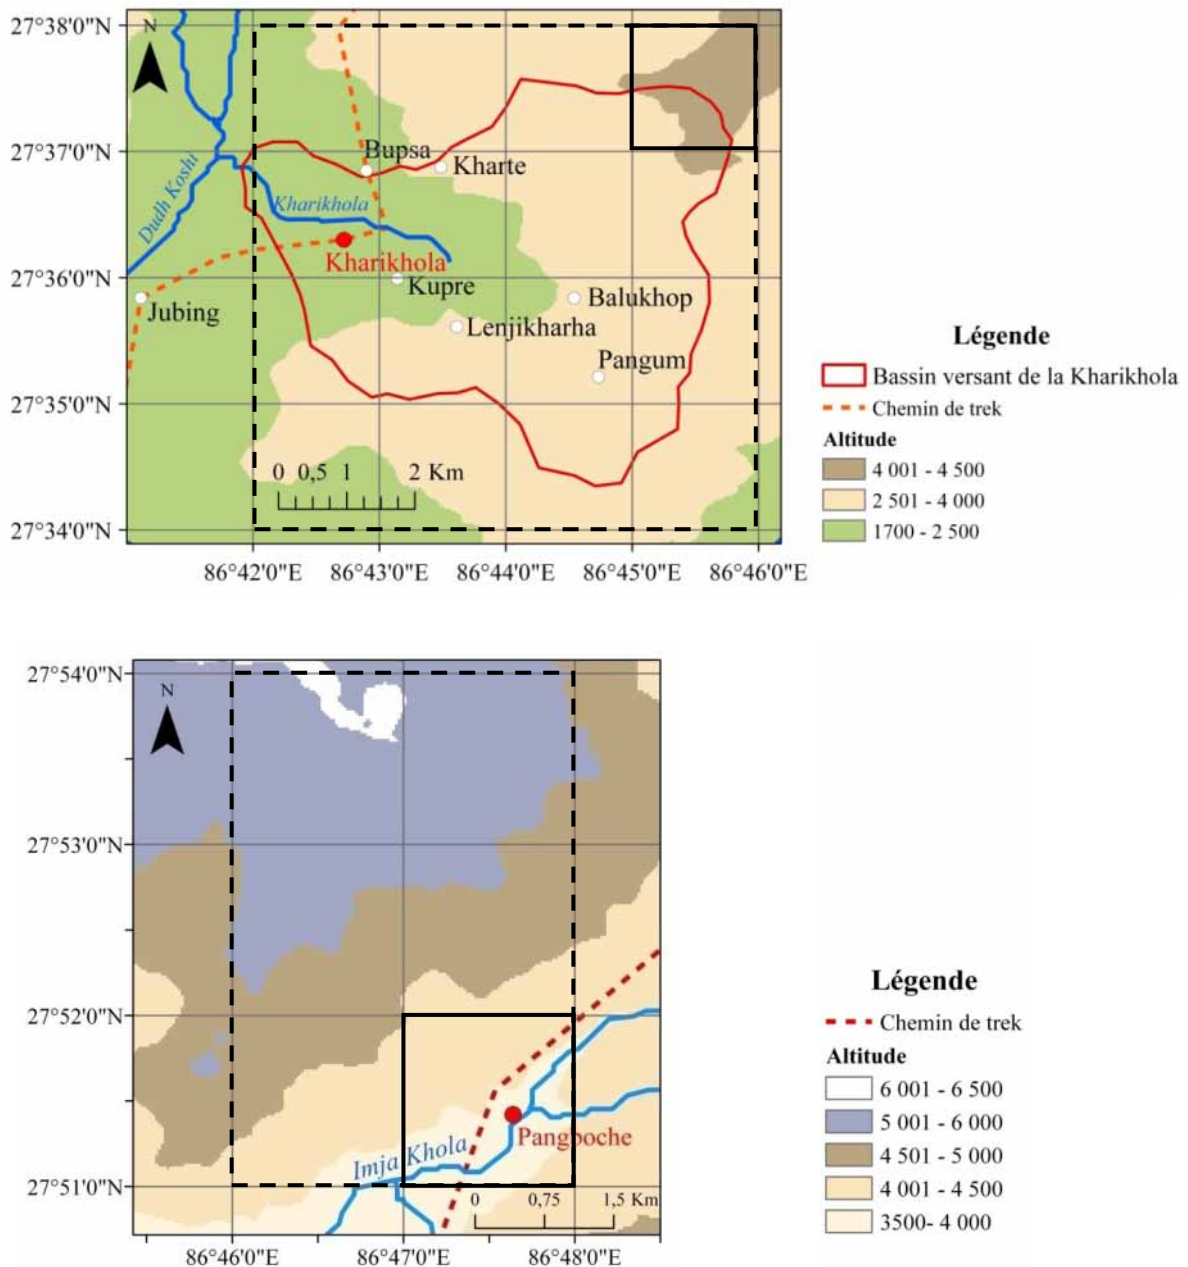 27°38'0"N
N
27°37'0"N
Bupsa
Kharte
Dudh Koshi
Kharikhola
Kharikhola
27°36'0"N
Kupre
Balukhop
Jubing
Lenjikharha
Pangum
27°35'0"N
0 0,5 1 2 Km
27°34'0"N
86°42'0"E 86°43'0"E 86°44'0"E 86°45'0"E 86°46'0"E
Légende
Bassin versant de la Kharikhola
Chemin de trek
Altitude
4 001 - 4 500
2 501 - 4 000
1700 - 2 500
27°54'0"N
N
27°53'0"N
27°52'0"N
Pangboche
Imja Khola
27°51'0"N
0 0,75 1,5 Km
86°46'0"E 86°47'0"E 86°48'0"E
Légende
Chemin de trek
Altitude
6 001 - 6 500
5 001 - 6 000
4 501 - 5 000
4 001 - 4 500
3500- 4 000